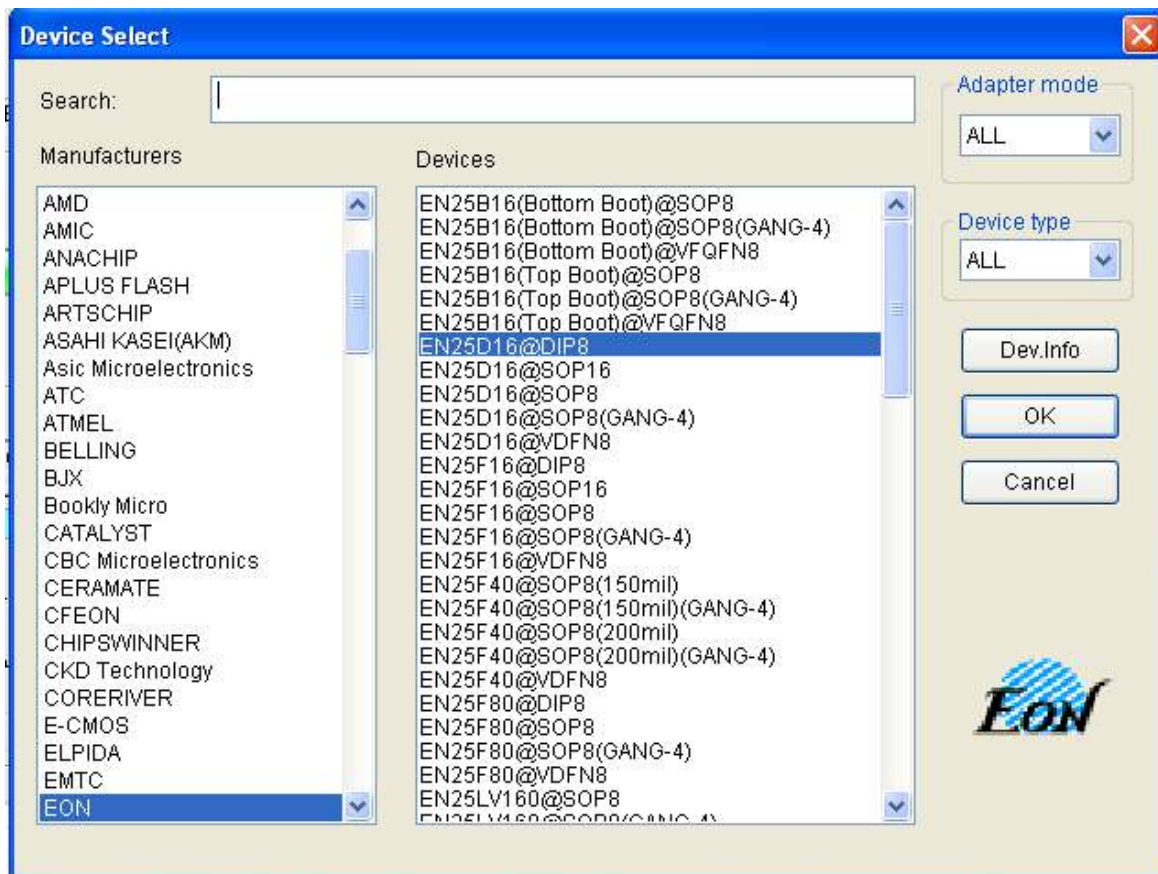 Device Select
Search:
Adapter mode
ALL
Manufacturers
Devices
AMD
AMIC
ANACHIP
APLUS FLASH
ARTSCHIP
ASAHI KASEI(AKM)
Asic Microelectronics
ATC
ATMEL
BELLING
BJX
Bookly Micro
CATALYST
CBC Microelectronics
CERAMATE
CFEON
CHIPSWINNER
CKD Technology
CORERIVER
E-CMOS
ELPIDA
EMTC
EON
EN25B16(Bottom Boot)@SOP8
EN25B16(Bottom Boot)@SOP8(GANG-4)
EN25B16(Bottom Boot)@VFQFN8
EN25B16(Top Boot)@SOP8
EN25B16(Top Boot)@SOP8(GANG-4)
EN25B16(Top Boot)@VFQFN8
EN25D16@DIP8
EN25D16@SOP16
EN25D16@SOP8
EN25D16@SOP8(GANG-4)
EN25D16@VDFN8
EN25F16@DIP8
EN25F16@SOP16
EN25F16@SOP8
EN25F16@SOP8(GANG-4)
EN25F16@VDFN8
EN25F40@SOP8(150mil)
EN25F40@SOP8(150mil)(GANG-4)
EN25F40@SOP8(200mil)
EN25F40@SOP8(200mil)(GANG-4)
EN25F40@VDFN8
EN25F80@DIP8
EN25F80@SOP8
EN25F80@SOP8(GANG-4)
EN25F80@VDFN8
EN25LV160@SOP8
EN25LV160@SOP8(GANG-4)
Device type
ALL
Dev.Info
OK
Cancel
EON